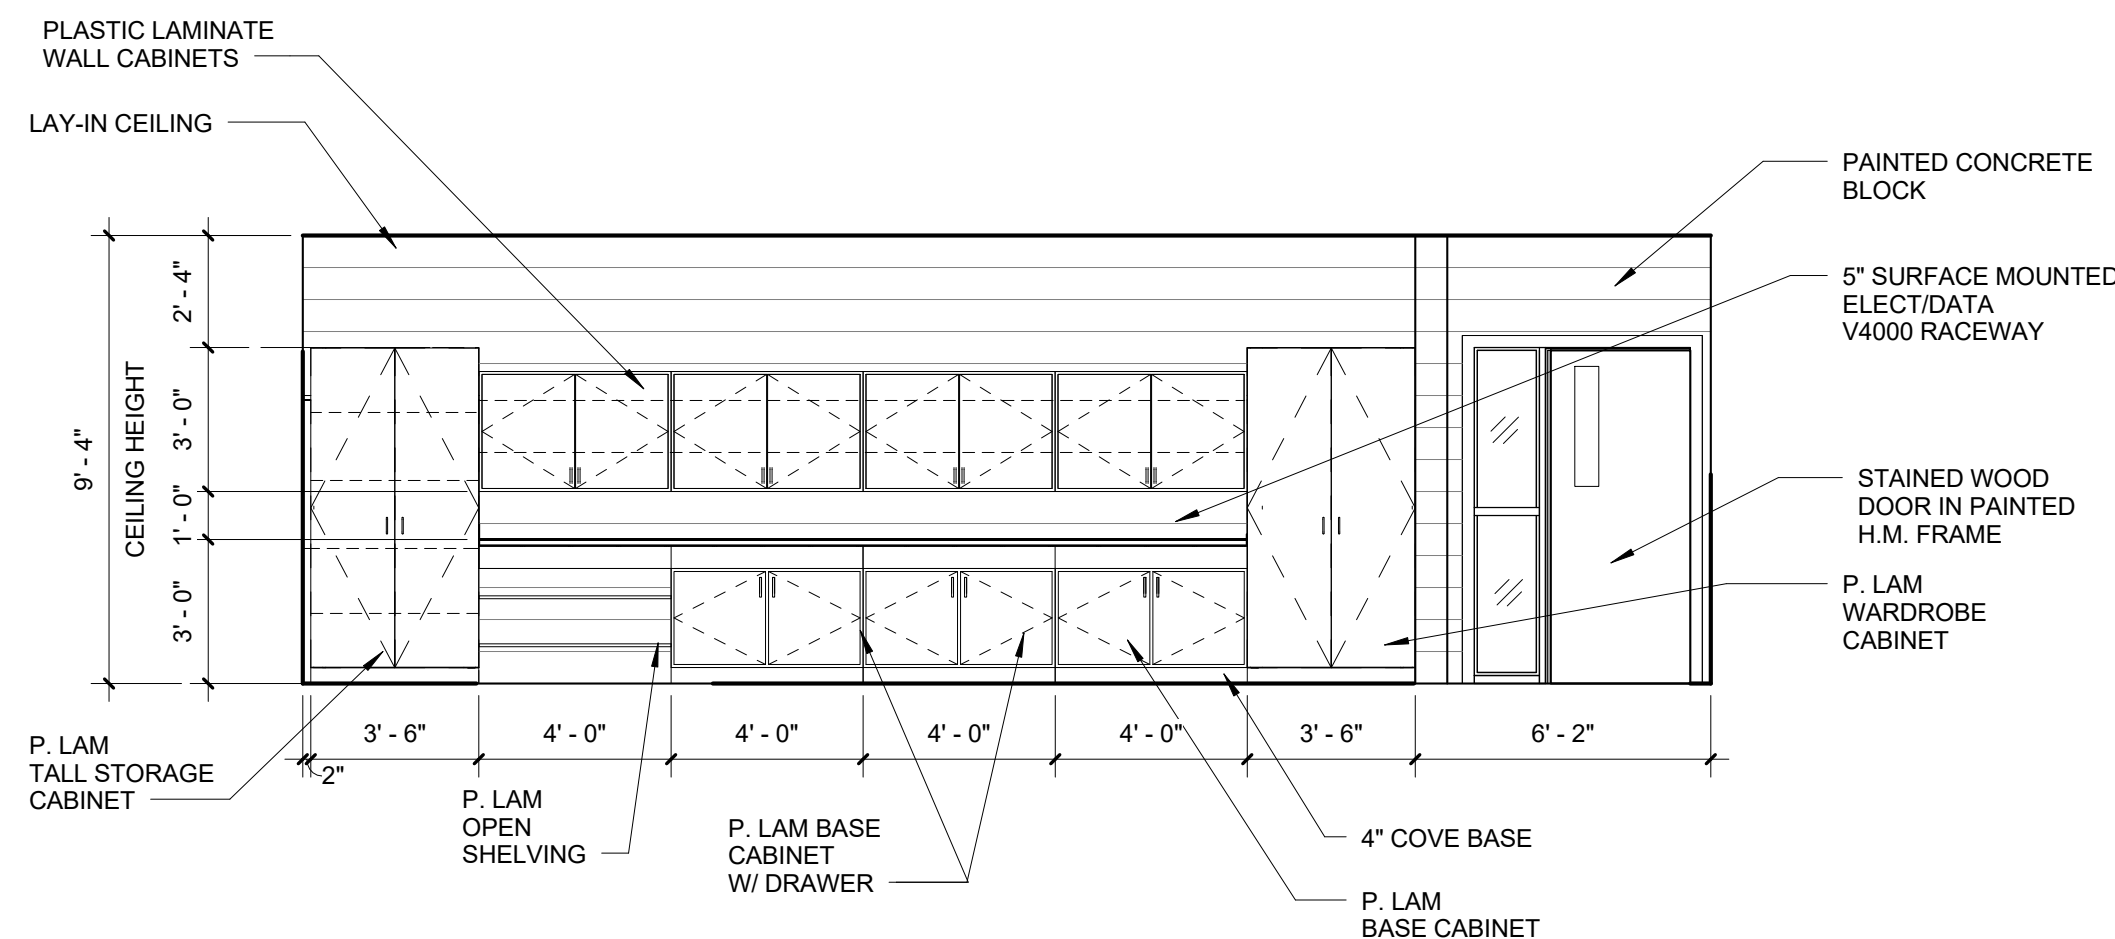 PLASTIC LAMINATE
WALL CABINETS
LAY-IN CEILING
PAINTED CONCRETE
BLOCK
5" SURFACE MOUNTED
ELECT/DATA
V4000 RACEWAY
STAINED WOOD
DOOR IN PAINTED
H.M. FRAME
P. LAM
WARDROBE
CABINET
9' - 4"
CEILING HEIGHT
2' - 4"
3' - 0"
1' - 0"
3' - 0"
2"
3' - 6"
4' - 0"
4' - 0"
4' - 0"
4' - 0"
3' - 6"
6' - 2"
P. LAM
TALL STORAGE
CABINET
P. LAM
OPEN
SHELVING
P. LAM BASE
CABINET
W/ DRAWER
4" COVE BASE
P. LAM
BASE CABINET